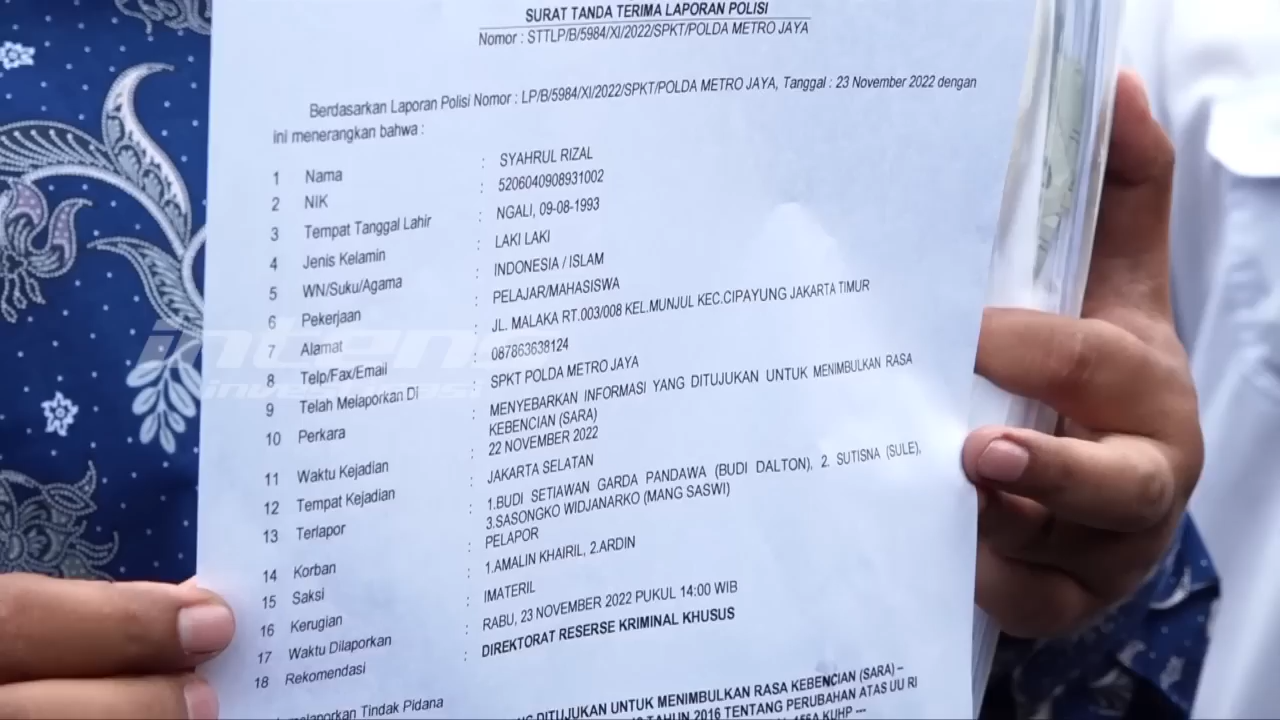 SURAT TANDA TERIMA LAPORAN POLISI
Nomor : STTLP/B/5984/XI/2022/SPKT/POLDA METRO JAYA
Berdasarkan Laporan Polisi Nomor : LP/B/5984/XI/2022/SPKT/POLDA METRO JAYA, Tanggal : 23 November 2022 dengan
ini menerangkan bahwa :
1 Nama : SYAHRUL RIZAL
2 NIK : 5206040908931002
3 Tempat Tanggal Lahir : NGALI, 09-08-1993
4 Jenis Kelamin : LAKI LAKI
5 WN/Suku/Agama : INDONESIA / ISLAM
6 Pekerjaan : PELAJAR/MAHASISWA
7 Alamat : JL. MALAKA RT.003/008 KEL.MUNJUL KEC.CIPAYUNG JAKARTA TIMUR
8 Telp/Fax/Email : 087863638124
9 Telah Melaporkan Di : SPKT POLDA METRO JAYA
10 Perkara : MENYEBARKAN INFORMASI YANG DITUJUKAN UNTUK MENIMBULKAN RASA
KEBENCIAN (SARA)
11 Waktu Kejadian : 22 NOVEMBER 2022
12 Tempat Kejadian : JAKARTA SELATAN
13 Terlapor : 1.BUDI SETIAWAN GARDA PANDAWA (BUDI DALTON), 2. SUTISNA (SULE),
3.SASONGKO WIDJANARKO (MANG SASWI)
14 Korban : PELAPOR
15 Saksi : 1.AMALIN KHAIRIL, 2.ARDIN
16 Kerugian : IMATERIL
17 Waktu Dilaporkan : RABU, 23 NOVEMBER 2022 PUKUL 14:00 WIB
18 Rekomendasi : DIREKTORAT RESERSE KRIMINAL KHUSUS
Tindak Pidana
DITUJUKAN UNTUK MENIMBULKAN RASA KEBENCIAN (SARA) –
TAHUN 2016 TENTANG PERUBAHAN ATAS UU RI
KUHP ---